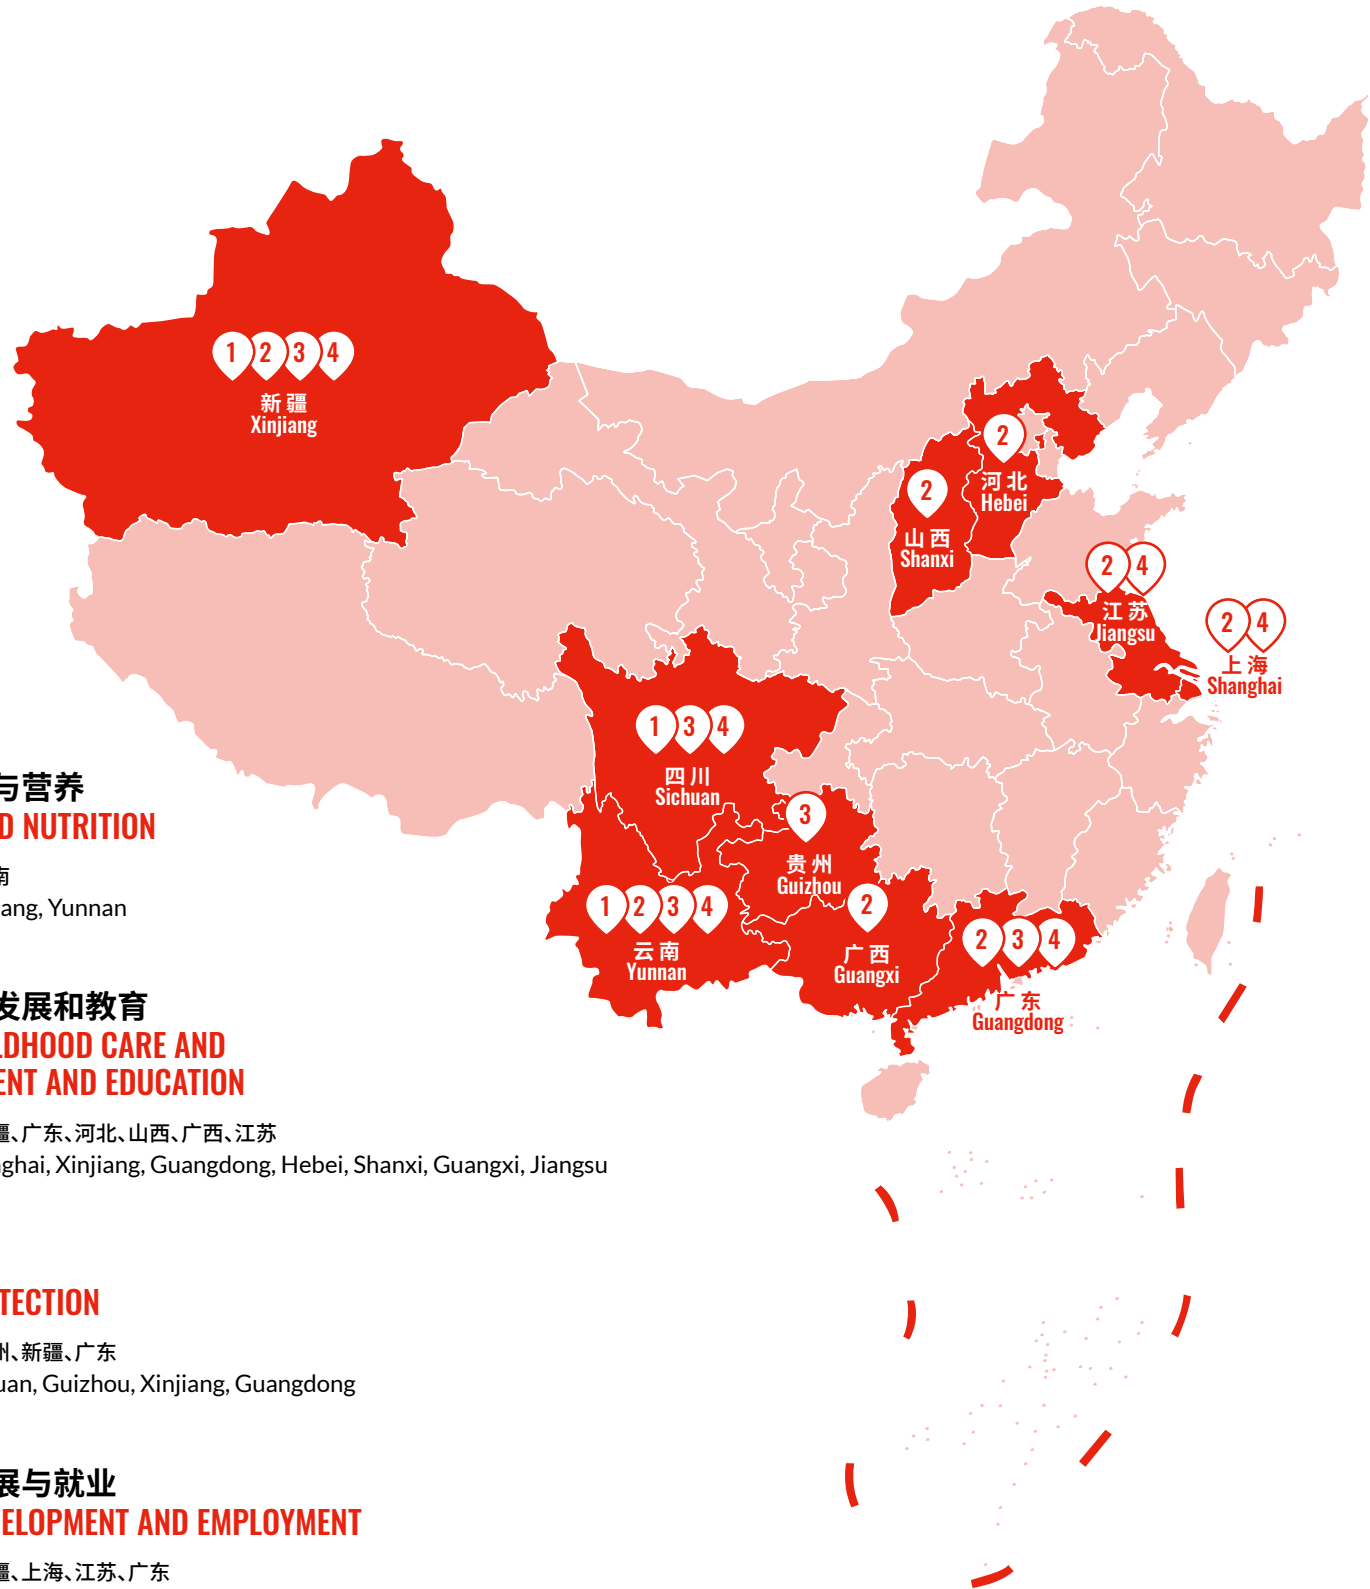 1 2 3 4
新疆
Xinjiang
2
河北
Hebei
2
山西
Shanxi
2 4
江苏
Jiangsu
2 4
上海
Shanghai
1 3 4
四川
Sichuan
3
贵州
Guizhou
1 2 3 4
云南
Yunnan
2
广西
Guangxi
2 3 4
广东
Guangdong
与营养
D NUTRITION
南
ang, Yunnan
发展和教育
LDHOOD CARE AND
ENT AND EDUCATION
疆、广东、河北、山西、广西、江苏
ghai, Xinjiang, Guangdong, Hebei, Shanxi, Guangxi, Jiangsu
TECTION
州、新疆、广东
uan, Guizhou, Xinjiang, Guangdong
展与就业
ELOPMENT AND EMPLOYMENT
疆、上海、江苏、广东